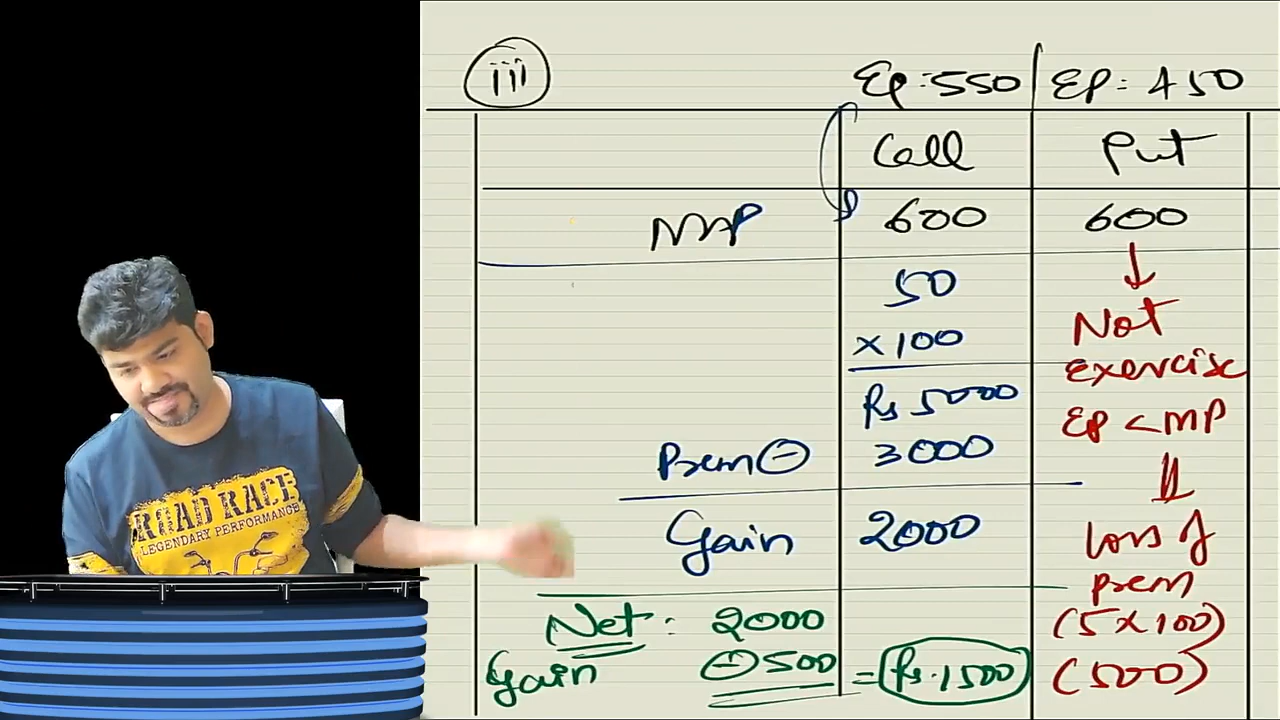 iii
Ep:550 EP: 450
Call Put
MP 600 600
50
x 100
Not
exercise
Rs 5000
EP < MP
Prem ⊖ 3000
Gain 2000
loss of
prem
Net: 2000
(5 x 100)
Gain ⊖ 500 = Rs. 1500
(500)
ROAD RACE
LEGENDARY PERFORMANCE